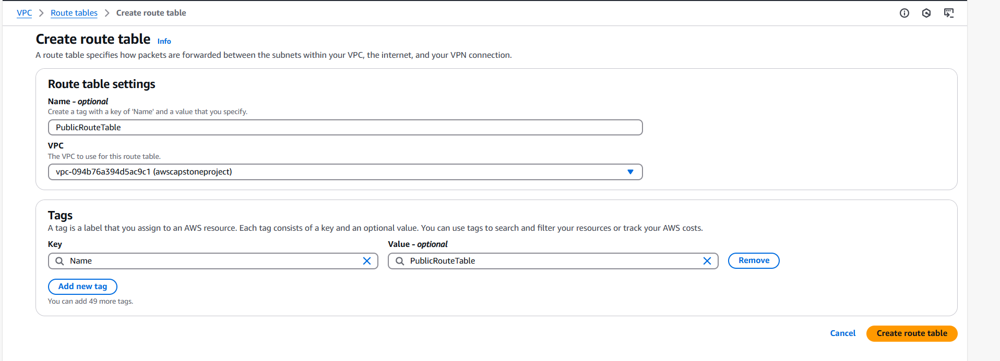 VPC > Route tables > Create route table
Create route table Info
A route table specifies how packets are forwarded between the subnets within your VPC, the internet, and your VPN connection.
Route table settings
Name - optional
Create a tag with a key of 'Name' and a value that you specify.
PublicRouteTable
VPC
The VPC to use for this route table.
vpc-094b76a394d5ac9c1 (awscapstoneproject)
Tags
A tag is a label that you assign to an AWS resource. Each tag consists of a key and an optional value. You can use tags to search and filter your resources or track your AWS costs.
Key Value - optional
Name PublicRouteTable Remove
Add new tag
You can add 49 more tags.
Cancel Create route table